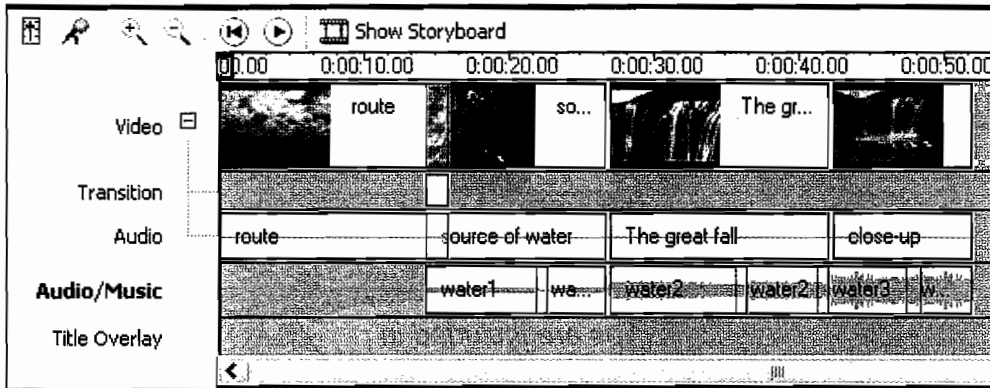 Show Storyboard
0.00 0:00:10.00 0:00:20.00 0:00:30.00 0:00:40.00 0:00:50.00
Video route so... The gr...
Transition
Audio route source of water The great fall close-up
Audio/Music water1 wa... water2 water2 water3 w...
Title Overlay